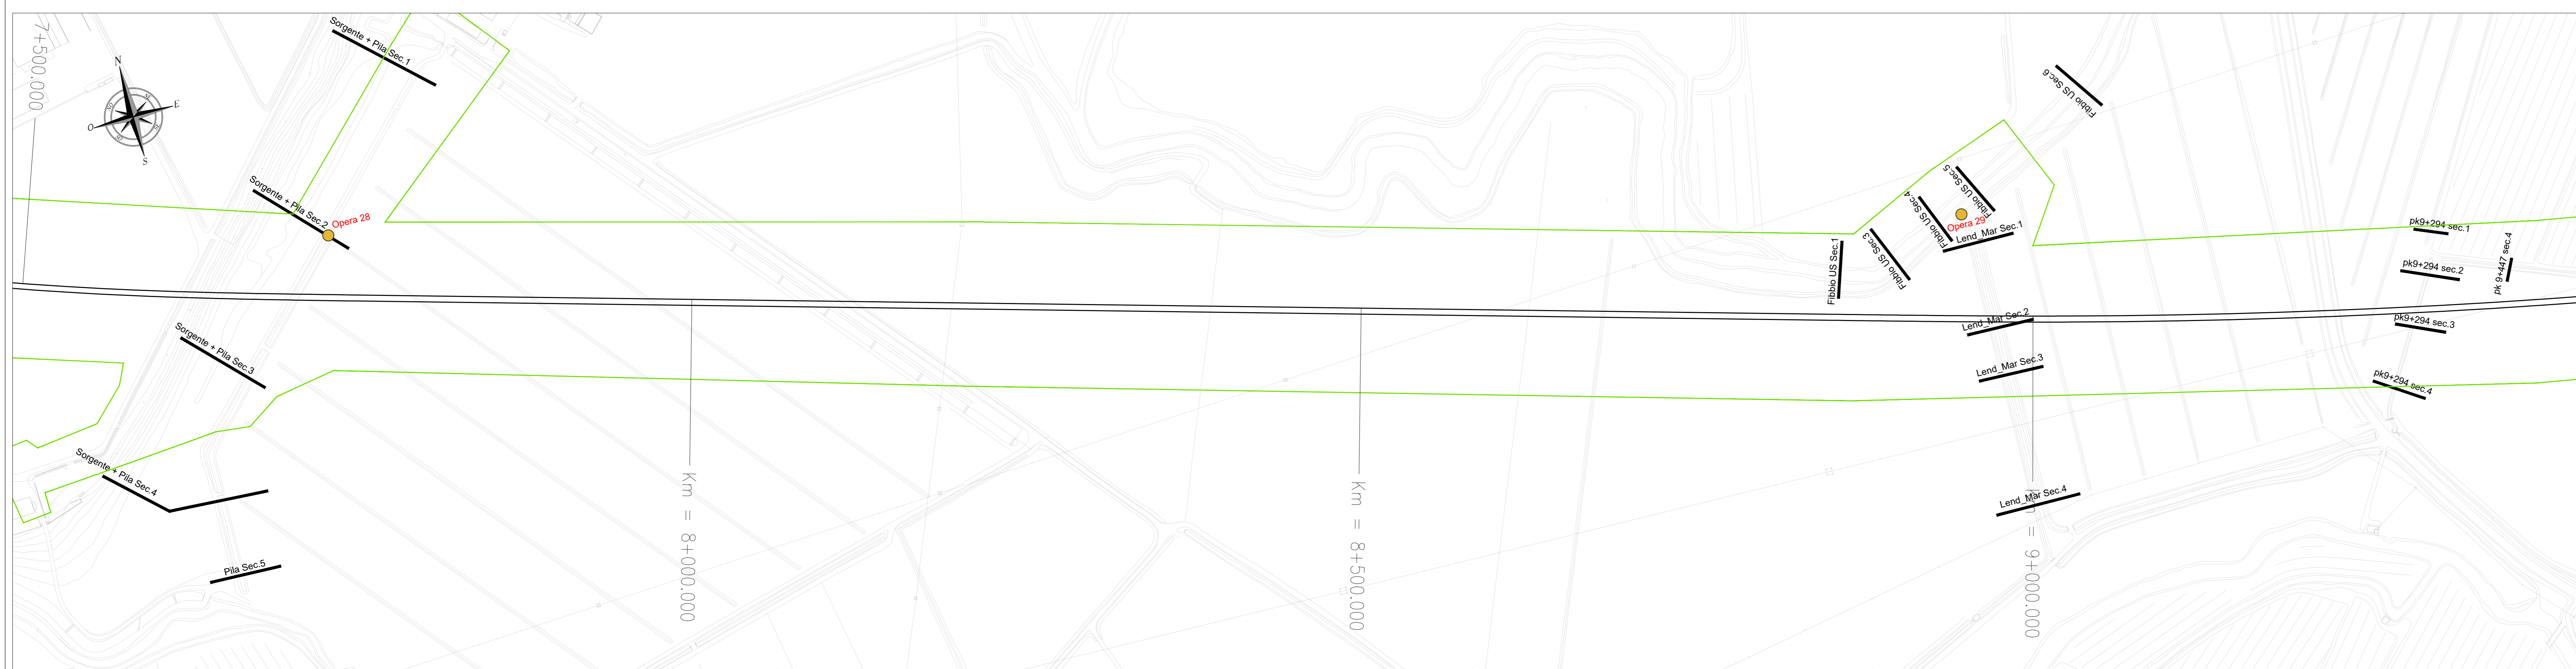 7+500.000
N
E
S
O
Sorgente + Pila Sec.1
Sorgente + Pila Sec.2
Opera 28
Sorgente + Pila Sec.3
Sorgente + Pila Sec.4
Pila Sec.5
Km = 8+000.000
Km = 8+500.000
Fibbio US Sec.1
Fibbio US Sec.3
Fibbio US Sec.4
Fibbio US Sec.5
Fibbio US Sec.6
Opera 29
Lend_Mar Sec.1
Lend_Mar Sec.2
Lend_Mar Sec.3
Lend_Mar Sec.4
Km = 9+000.000
pk9+294 sec.1
pk9+294 sec.2
pk9+294 sec.3
pk9+294 sec.4
pk 9+447 sec.4